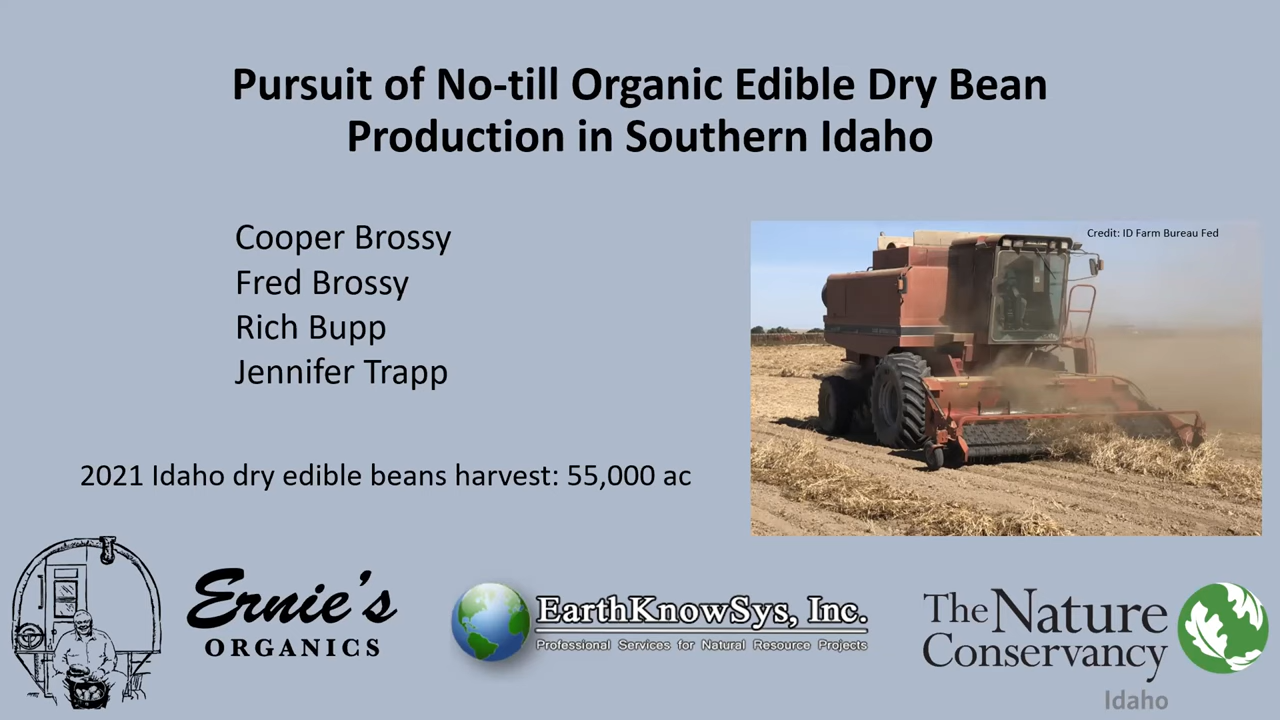 Pursuit of No-till Organic Edible Dry Bean
Production in Southern Idaho
Cooper Brossy
Fred Brossy
Rich Bupp
Jennifer Trapp
Credit: ID Farm Bureau Fed
2021 Idaho dry edible beans harvest: 55,000 ac
Ernie's
ORGANICS
EarthKnowSys, Inc.
Professional Services for Natural Resource Projects
The Nature
Conservancy
Idaho